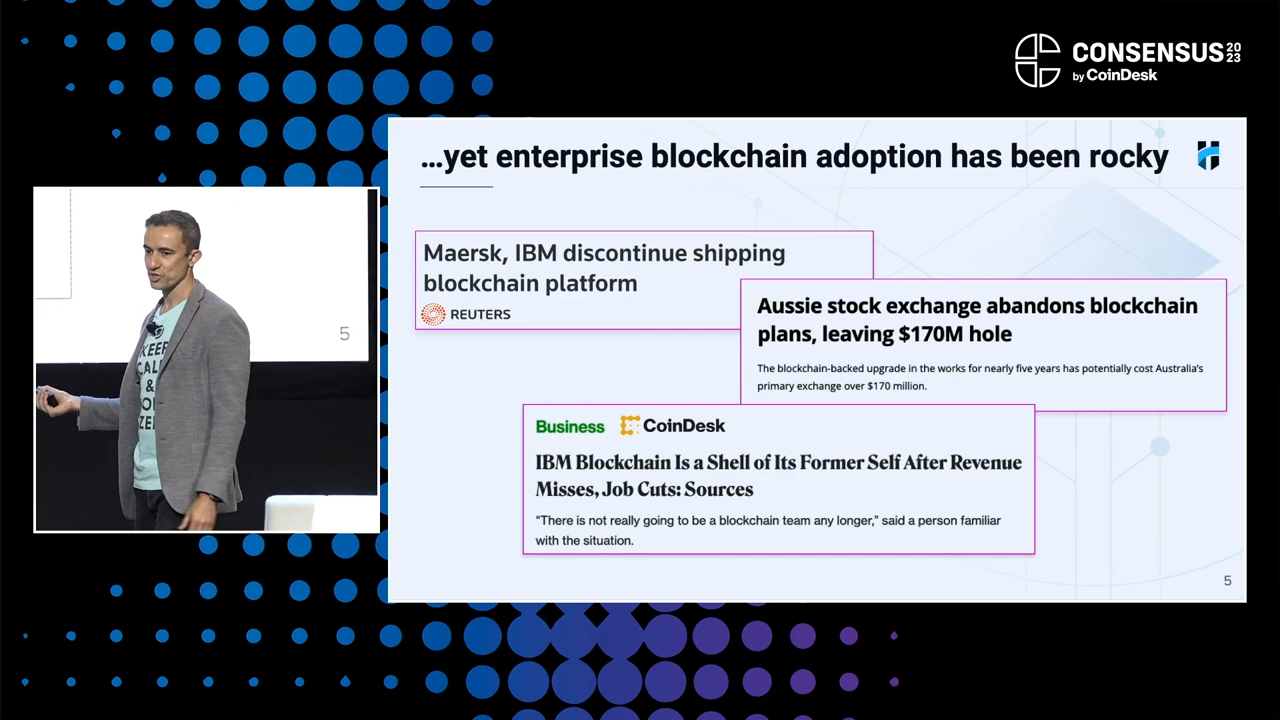 CONSENSUS 20 23
by CoinDesk
…yet enterprise blockchain adoption has been rocky
Maersk, IBM discontinue shipping
blockchain platform
REUTERS
Aussie stock exchange abandons blockchain
plans, leaving $170M hole
The blockchain-backed upgrade in the works for nearly five years has potentially cost Australia's
primary exchange over $170 million.
Business CoinDesk
IBM Blockchain Is a Shell of Its Former Self After Revenue
Misses, Job Cuts: Sources
“There is not really going to be a blockchain team any longer,” said a person familiar
with the situation.
5
5
KEEP
CAL
&